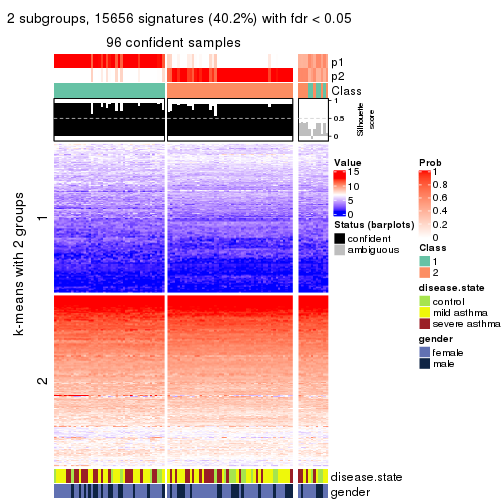 2 subgroups, 15656 signatures (40.2%) with fdr < 0.05
96 confident samples
p1
p2
Class
1
0.5
0
Silhouette
score
k-means with 2 groups
1
2
disease.state
gender
Value
15
10
5
0
Status (barplots)
confident
ambiguous
Prob
1
0.8
0.6
0.4
0.2
0
Class
1
2
disease.state
control
mild asthma
severe asthma
gender
female
male